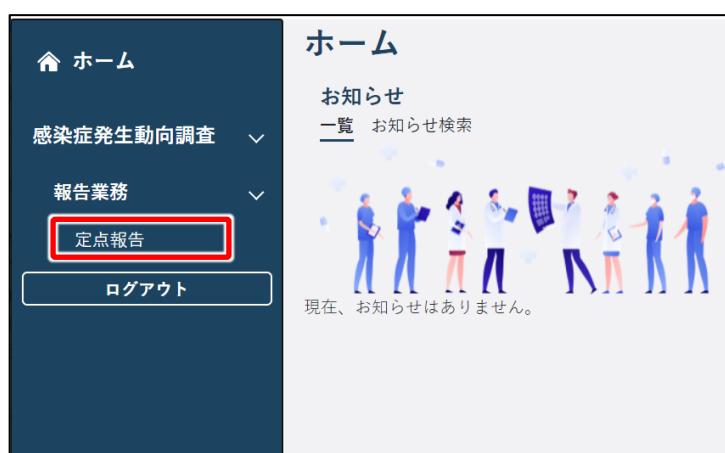 ホーム
感染症発生動向調査
報告業務
定点報告
ログアウト
ホーム
お知らせ
一覧 お知らせ検索
現在、お知らせはありません。